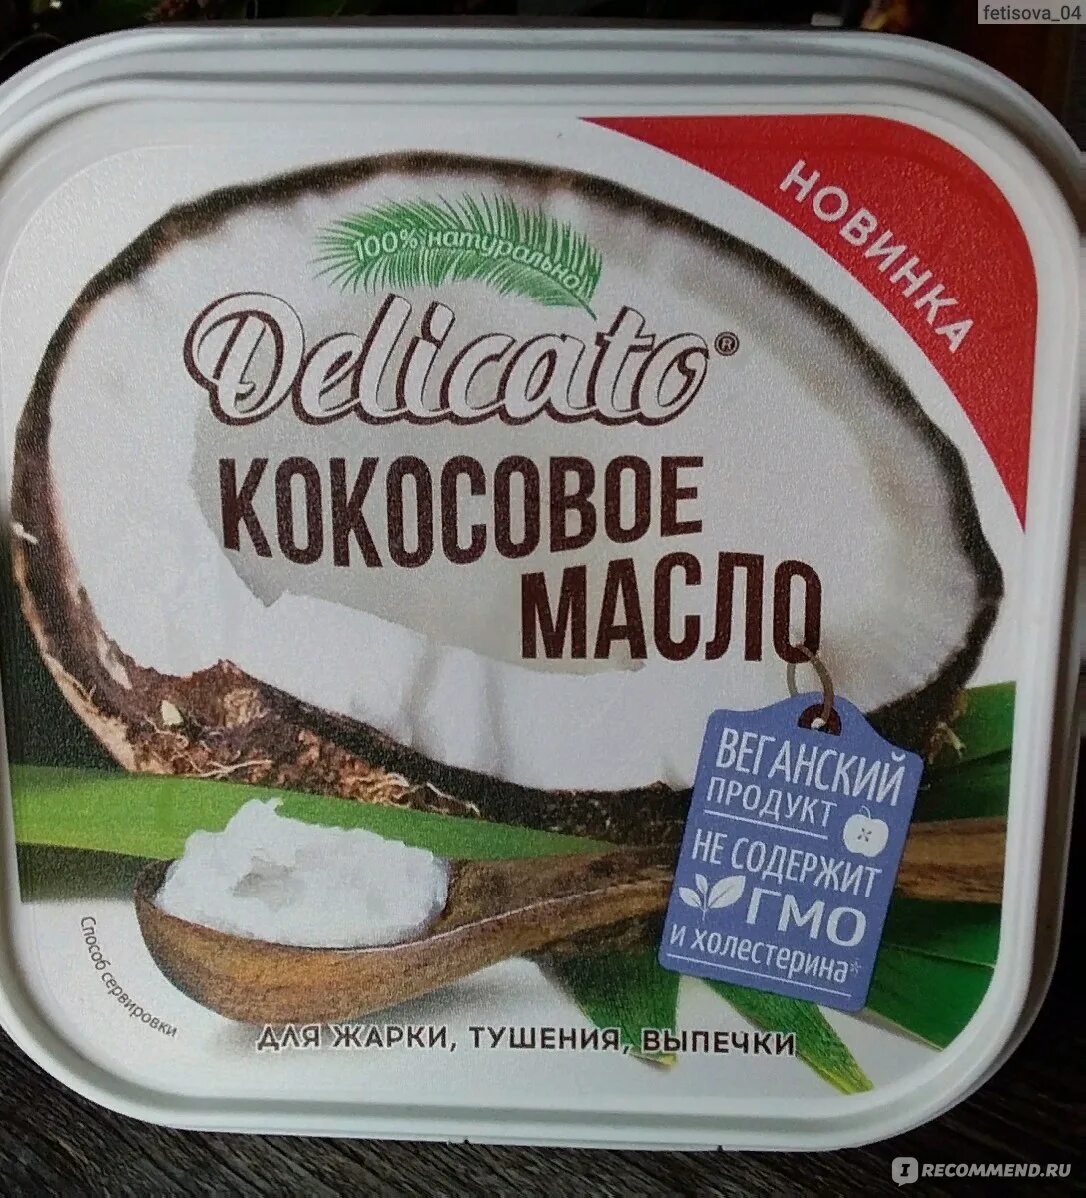 fetisova_04
НОВИНКА
100% натурально
Delicato®
КОКОСОВОЕ
МАСЛО
ВЕГАНСКИЙ
ПРОДУКТ
НЕ СОДЕРЖИТ
ГМО
И ХОЛЕСТЕРИНА*
Способ сервировки
ДЛЯ ЖАРКИ, ТУШЕНИЯ, ВЫПЕЧКИ
I RECOMMEND.RU